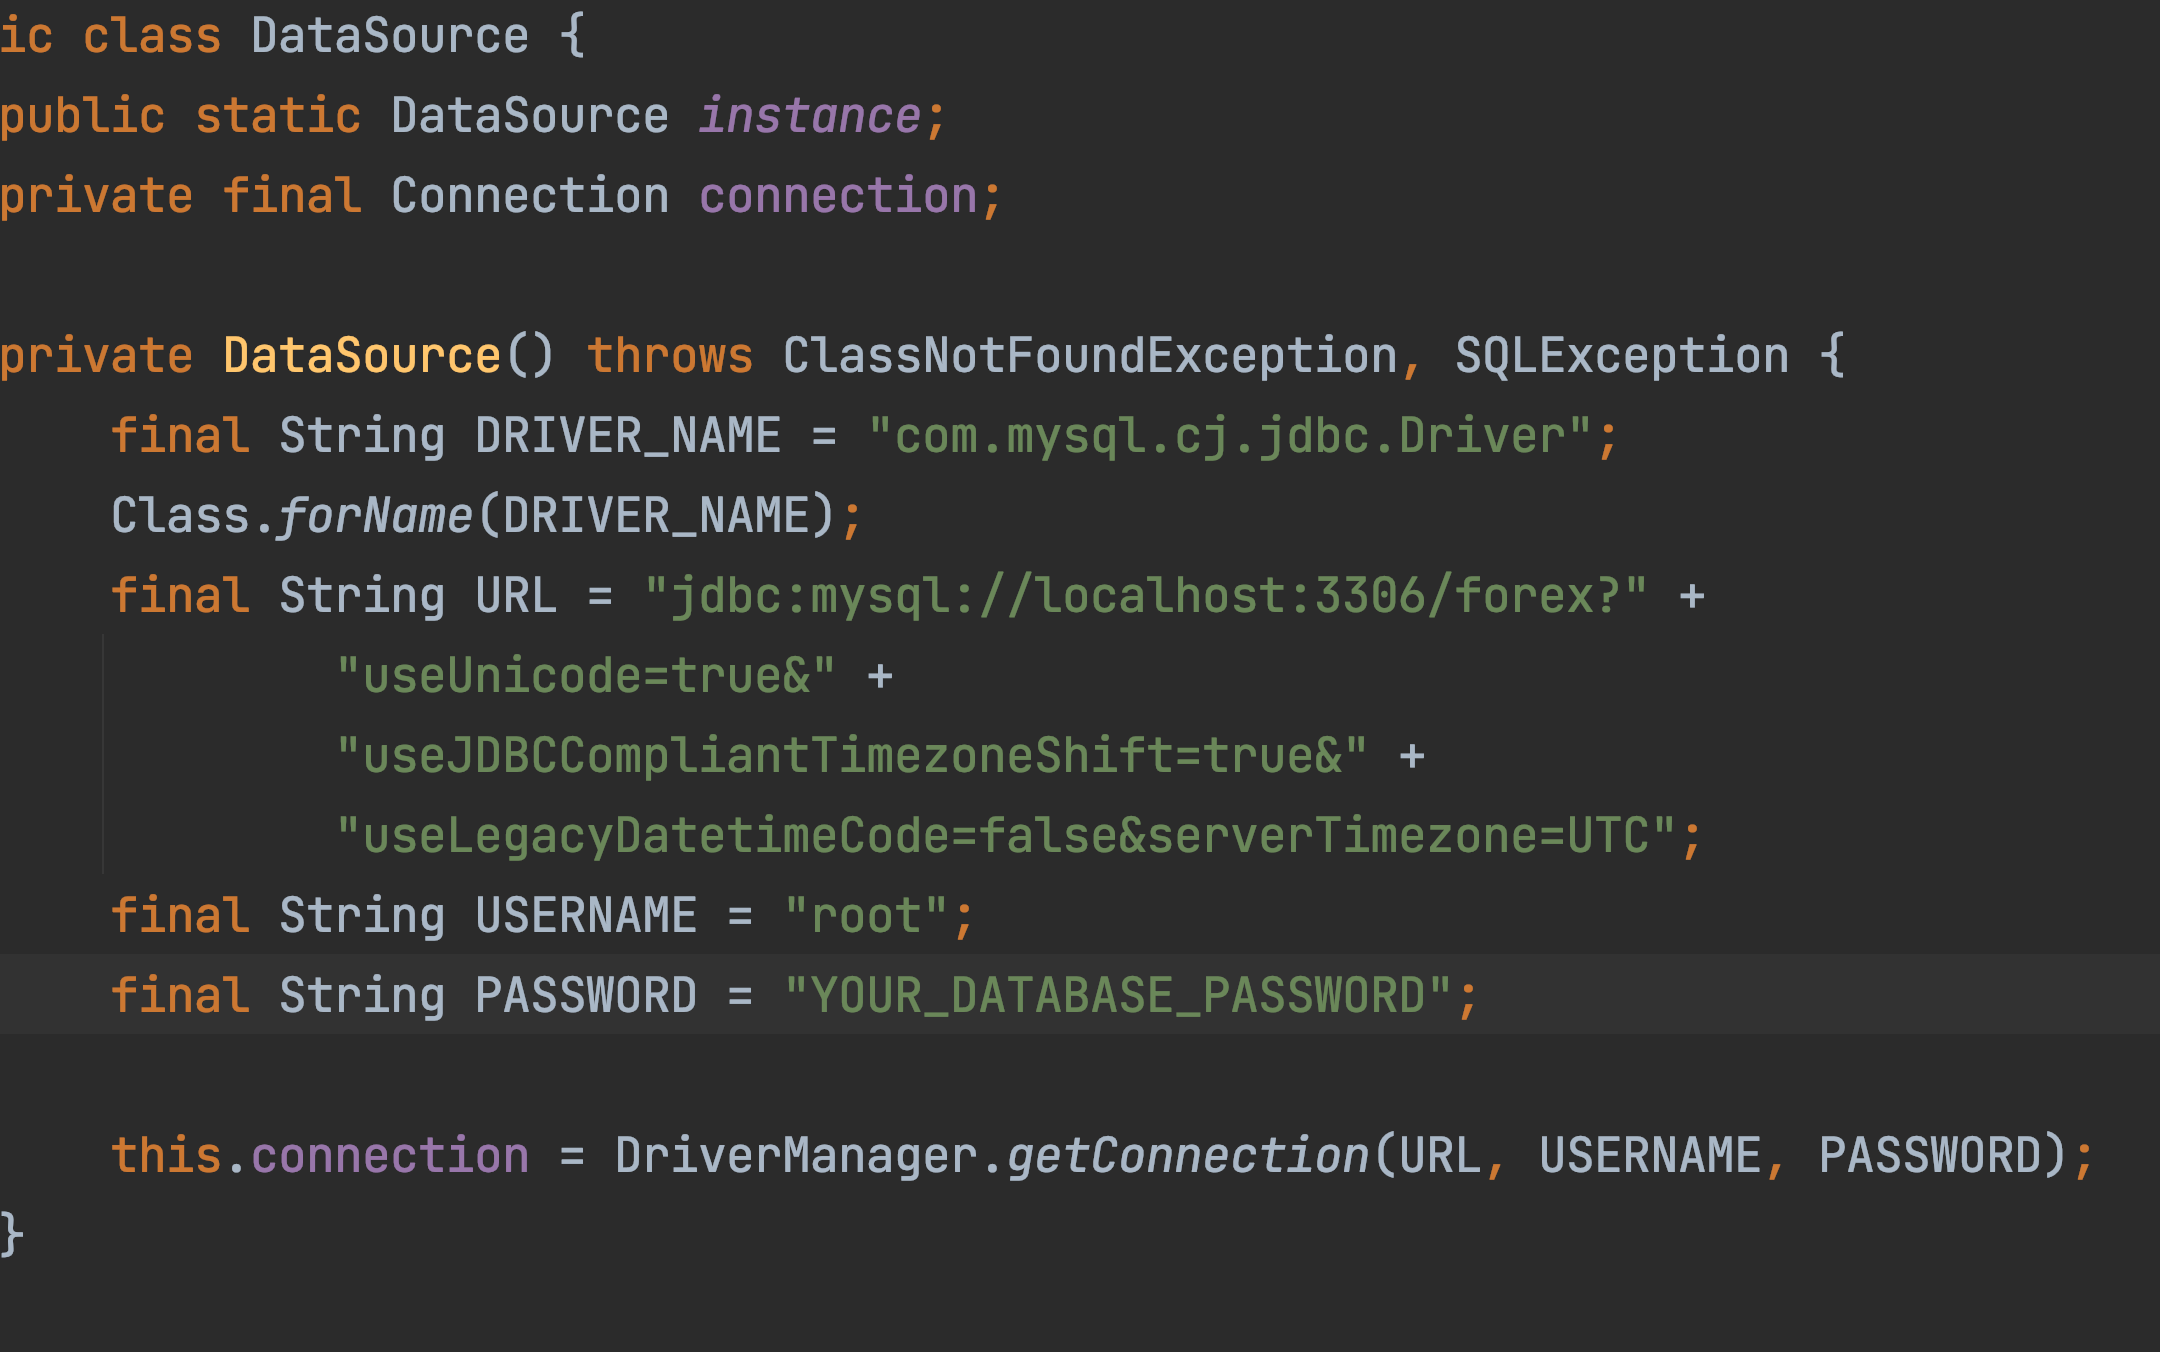 ic class DataSource {
public static DataSource instance;
private final Connection connection;
private DataSource() throws ClassNotFoundException, SQLException {
final String DRIVER_NAME = "com.mysql.cj.jdbc.Driver";
Class.forName(DRIVER_NAME);
final String URL = "jdbc:mysql://localhost:3306/forex?" +
"useUnicode=true&" +
"useJDBCCompliantTimezoneShift=true&" +
"useLegacyDatetimeCode=false&serverTimezone=UTC";
final String USERNAME = "root";
final String PASSWORD = "YOUR_DATABASE_PASSWORD";
this.connection = DriverManager.getConnection(URL, USERNAME, PASSWORD);
}